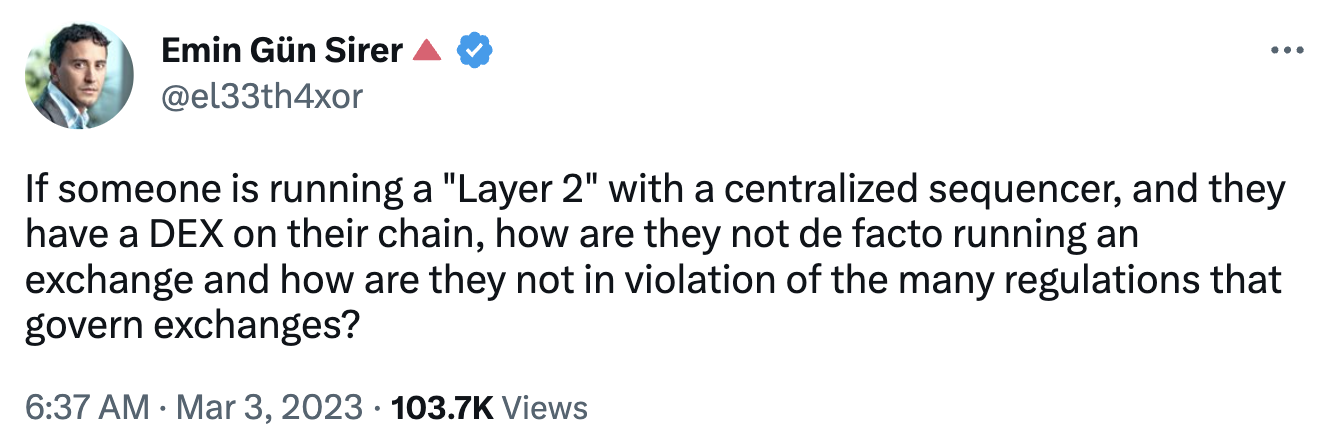 Emin Gün Sirer 🔺
@el33th4xor
If someone is running a "Layer 2" with a centralized sequencer, and they
have a DEX on their chain, how are they not de facto running an
exchange and how are they not in violation of the many regulations that
govern exchanges?
6:37 AM · Mar 3, 2023 · 103.7K Views